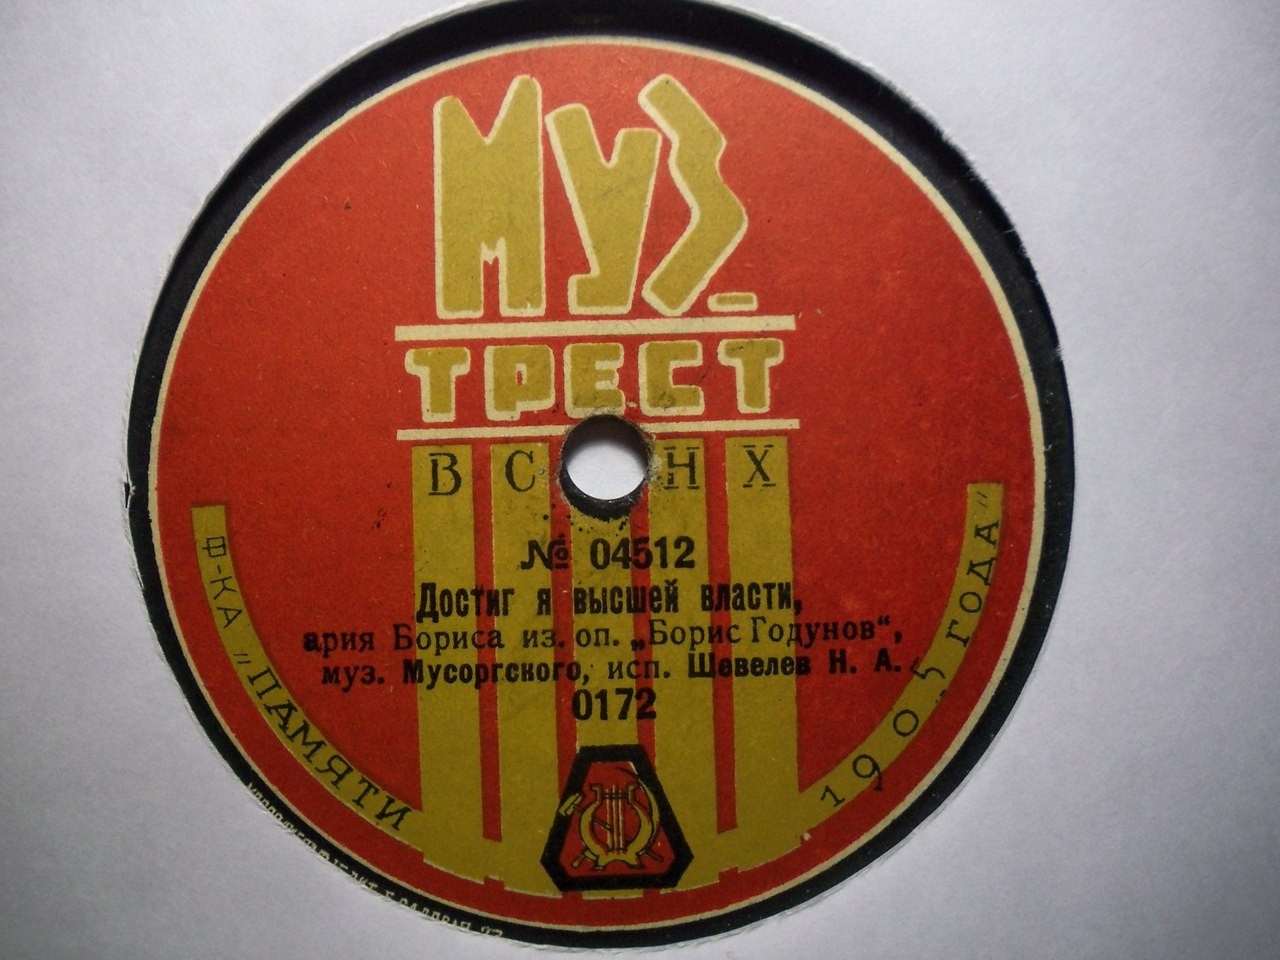 МУЗ
ТРЕСТ
ВСНХ
№ 04512
Достиг я высшей власти,
ария Бориса из. оп. „Борис Годунов“,
муз. Мусоргского, исп. Шевелев Н. А.
0172
Ф-КА „ПАМЯТИ 1905 ГОДА“